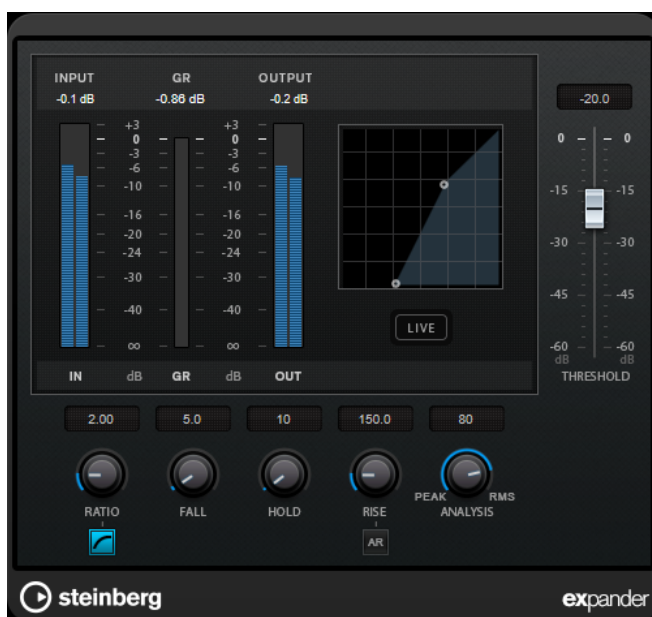 INPUT GR OUTPUT
-0.1 dB -0.86 dB -0.2 dB
-20.0
+3 +3
0 0 0 0
-3 -3
-6 -6
-10 -10
-15 -15
-16 -16
-20 -20
-24 -24
-30 -30
-30 -30
-40 -40
-45 -45
LIVE
∞ ∞
-60 -60
dB dB
IN dB GR dB OUT
THRESHOLD
2.00 5.0 10 150.0 80
PEAK RMS
RATIO FALL HOLD RISE ANALYSIS
AR
steinberg
expander